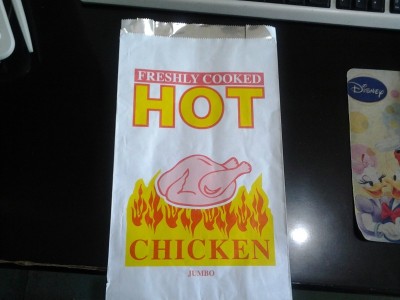 FRESHLY COOKED
HOT
CHICKEN
JUMBO
Disney